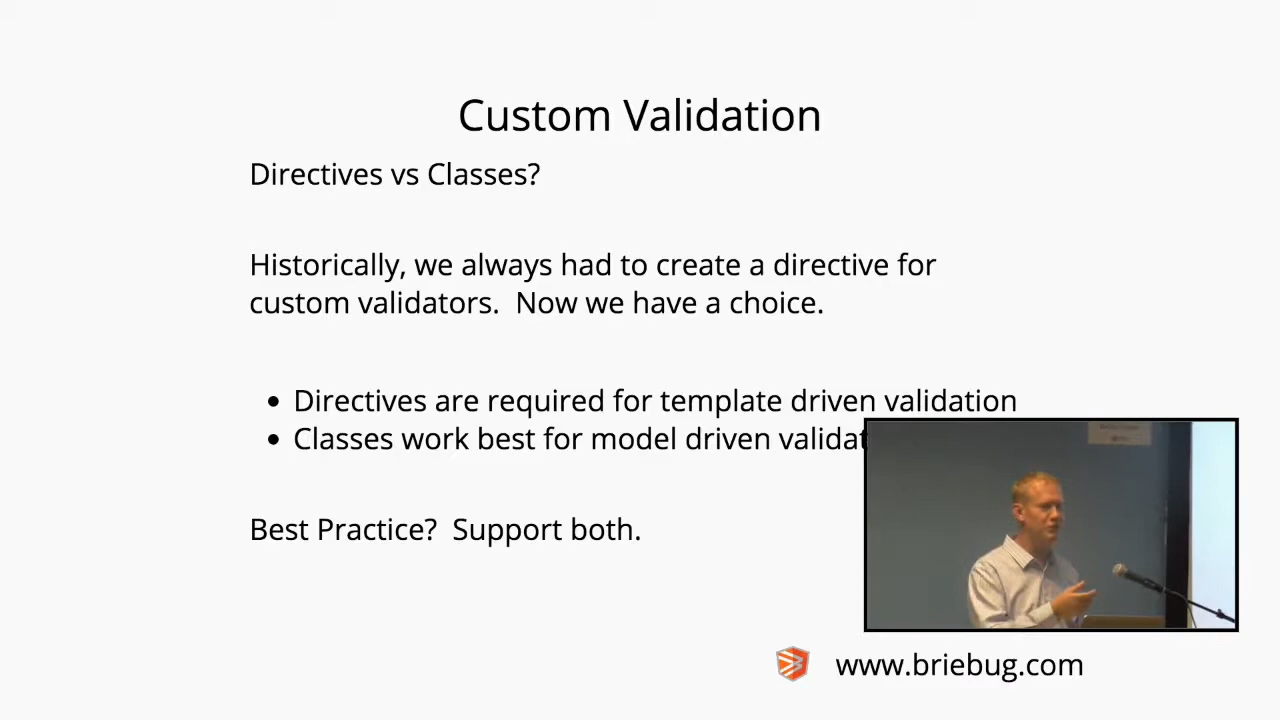 Custom Validation
Directives vs Classes?
Historically, we always had to create a directive for
custom validators.  Now we have a choice.
• Directives are required for template driven validation
• Classes work best for model driven
Best Practice?  Support both.
www.briebug.com